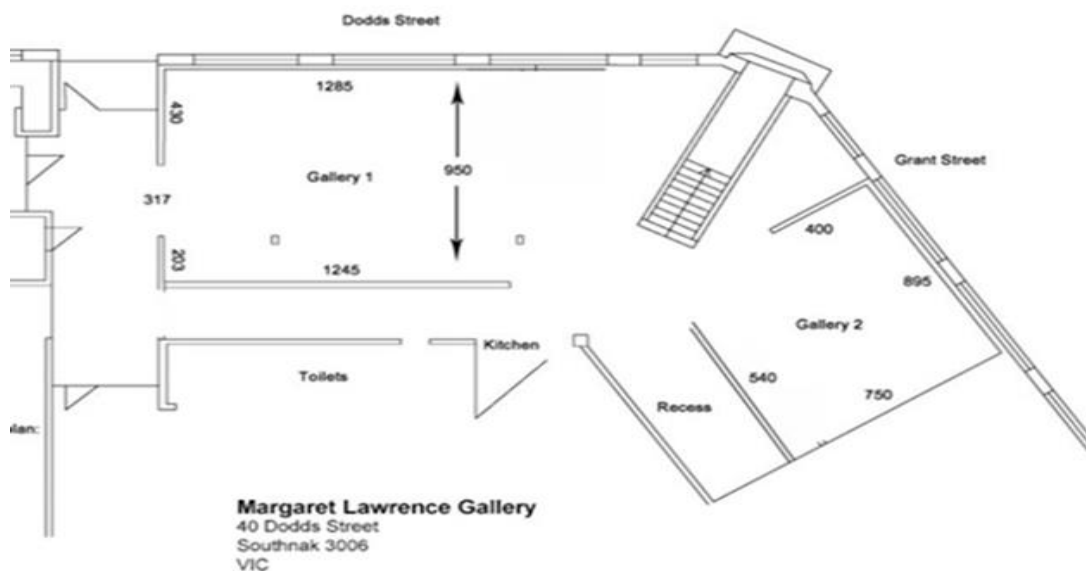 Dodds Street
1285
430
Grant Street
Gallery 1
950
317
400
203
1245
895
Gallery 2
Kitchen
Toilets
540
750
Recess
plan:
Margaret Lawrence Gallery
40 Dodds Street
Southnak 3006
VIC